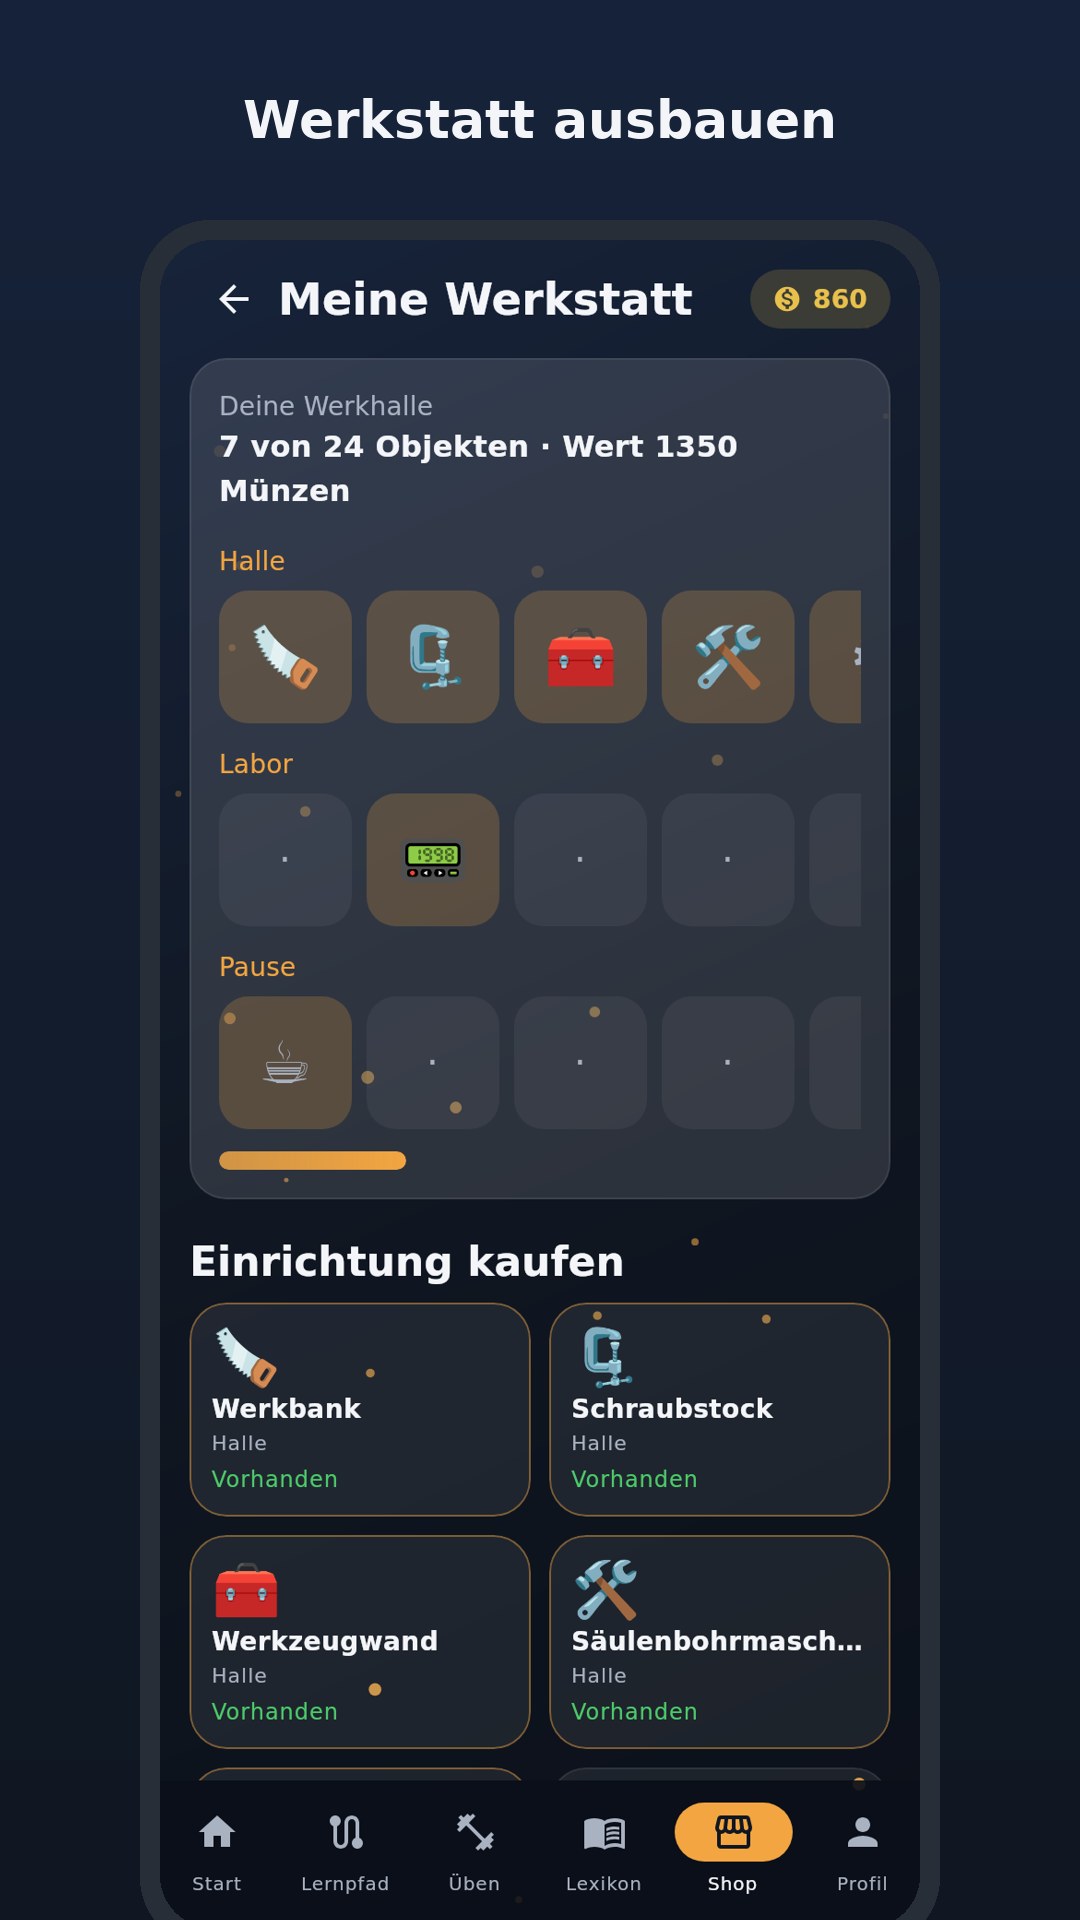 Werkstatt ausbauen
Meine Werkstatt
860
Deine Werkhalle
7 von 24 Objekten · Wert 1350
Münzen
Halle
Labor
1998
Pause
Einrichtung kaufen
Werkbank
Halle
Vorhanden
Schraubstock
Halle
Vorhanden
Werkzeugwand
Halle
Vorhanden
Säulenbohrmasch...
Halle
Vorhanden
Start
Lernpfad
Üben
Lexikon
Shop
Profil